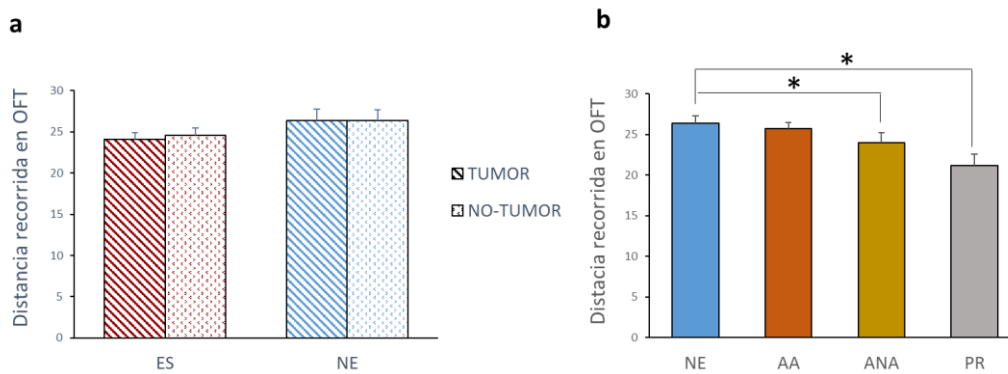 a
Distancia recorrida en OFT
30
25
20
15
10
5
0
ES NE
TUMOR
NO-TUMOR
b
Distacia recorrida en OFT
30
25
20
15
10
5
0
*
*
NE AA ANA PR